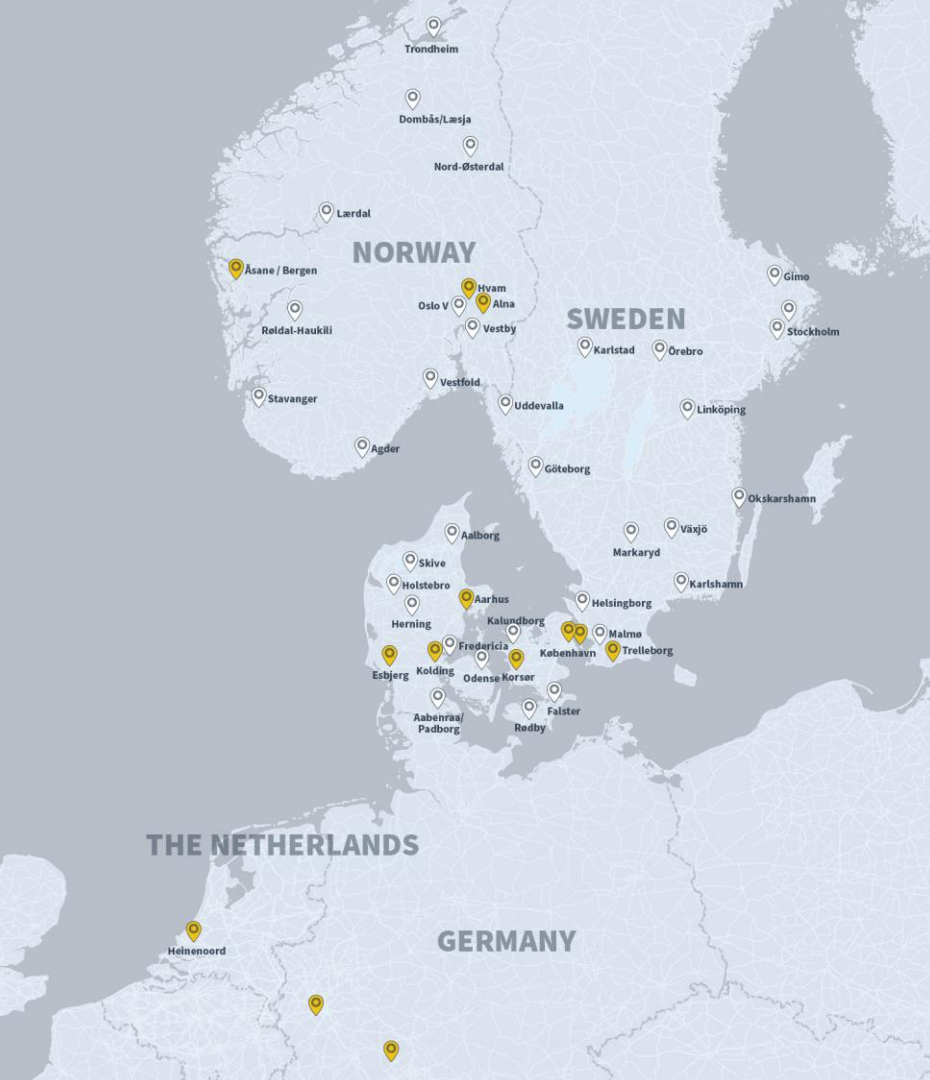 Trondheim
Dombås/Læsja
Nord-Østerdal
Lærdal
NORWAY
Åsane / Bergen
Gimo
Hvam
Oslo V
Alna
Røldal-Haukili
Vestby
SWEDEN
Stockholm
Karlstad
Örebro
Vestfold
Stavanger
Uddevalla
Linköping
Agder
Göteborg
Okskarshamn
Aalborg
Växjö
Markaryd
Skive
Holstebro
Karlshamn
Aarhus
Helsingborg
Herning
Kalundborg
Malmø
Fredericia
København
Trelleborg
Esbjerg
Kolding
Odense
Korsør
Falster
Aabenraa/
Padborg
Rødby
THE NETHERLANDS
GERMANY
Heinenoord